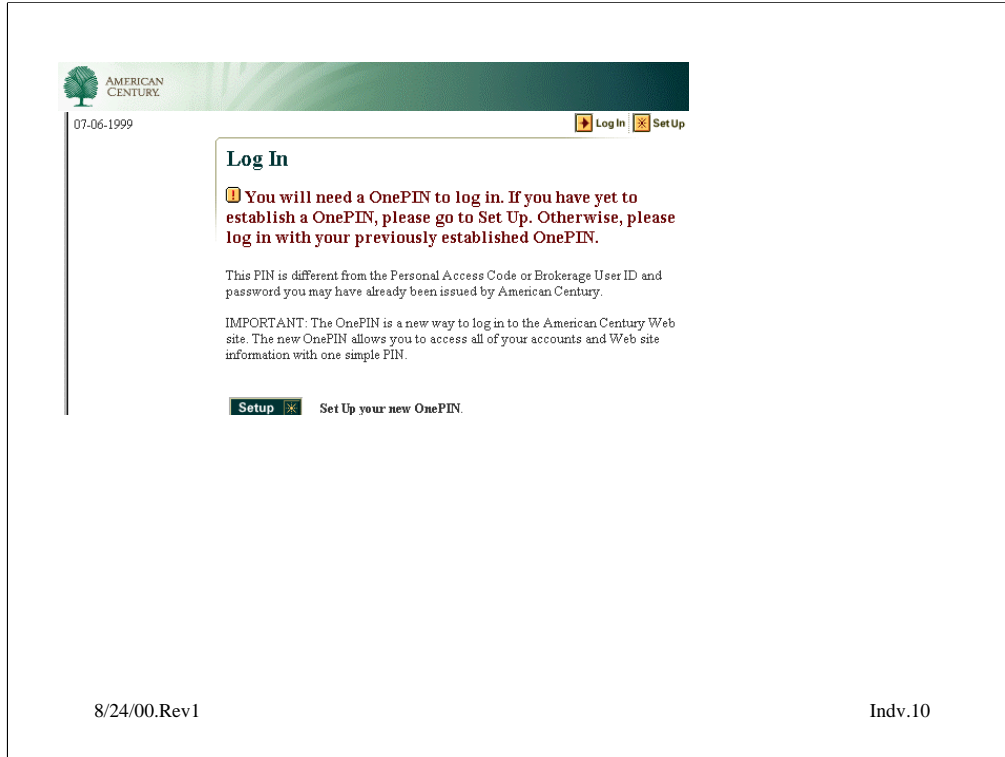 AMERICAN
CENTURY.
07-06-1999
Log In
Set Up
Log In
! You will need a OnePIN to log in. If you have yet to
establish a OnePIN, please go to Set Up. Otherwise, please
log in with your previously established OnePIN.
This PIN is different from the Personal Access Code or Brokerage User ID and
password you may have already been issued by American Century.
IMPORTANT: The OnePIN is a new way to log in to the American Century Web
site. The new OnePIN allows you to access all of your accounts and Web site
information with one simple PIN.
Setup
Set Up your new OnePIN.
8/24/00.Rev1
Indv.10